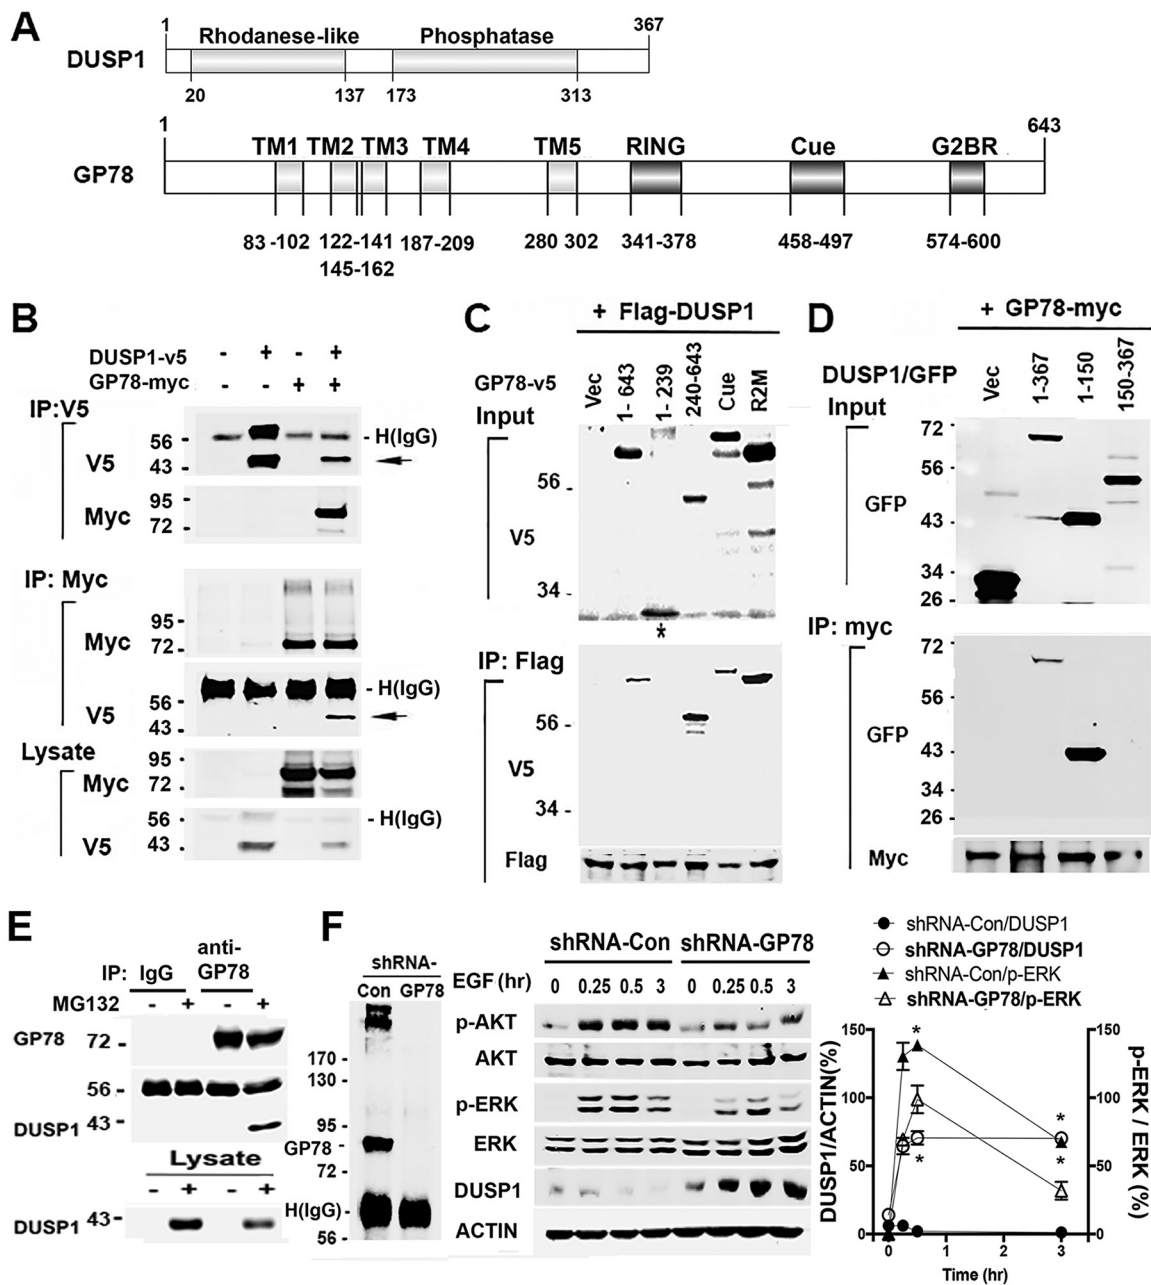 A
1 367
Rhodanese-like Phosphatase
DUSP1
20 137 173 313
1 643
TM1 TM2 TM3 TM4 TM5 RING Cue G2BR
GP78
83 -102 122-141 187-209 280 302 341-378 458-497 574-600
145-162
B
DUSP1-v5 - + - +
GP78-myc - - + +
IP:V5
56 -
- H(IgG)
V5 43 -
Myc 95 -
72 -
IP: Myc
95 -
Myc 72 -
- H(IgG)
56 -
V5 43 -
Lysate
95 -
Myc 72 -
56 - - H(IgG)
V5 43 -
C
+ Flag-DUSP1
GP78-v5 Vec 1- 643 1- 239 240-643 Cue R2M
Input
56 -
V5
34 -
*
IP: Flag
56 -
V5
34 -
Flag
D
+ GP78-myc
DUSP1/GFP Vec 1-367 1-150 150-367
Input
72 -
56 -
GFP
43 -
34 -
26 -
IP: myc
72 -
56 -
GFP
43 -
34 -
26 -
Myc
E
anti-
IP: IgG GP78
MG132 - + - +
GP78 72 -
56 -
DUSP1 43 -
Lysate
- + - +
DUSP1 43 -
F
shRNA-
Con GP78
170 -
130 -
95 -
GP78
72 -
H(IgG)
56 -
shRNA-Con shRNA-GP78
EGF (hr) 0 0.25 0.5 3 0 0.25 0.5 3
p-AKT
AKT
p-ERK
ERK
DUSP1
ACTIN
shRNA-Con/DUSP1
shRNA-GP78/DUSP1
shRNA-Con/p-ERK
shRNA-GP78/p-ERK
DUSP1/ACTIN(%)
150
100
50
0
* * * *
p-ERK / ERK (%)
150
100
50
0
0 1 2 3
Time (hr)